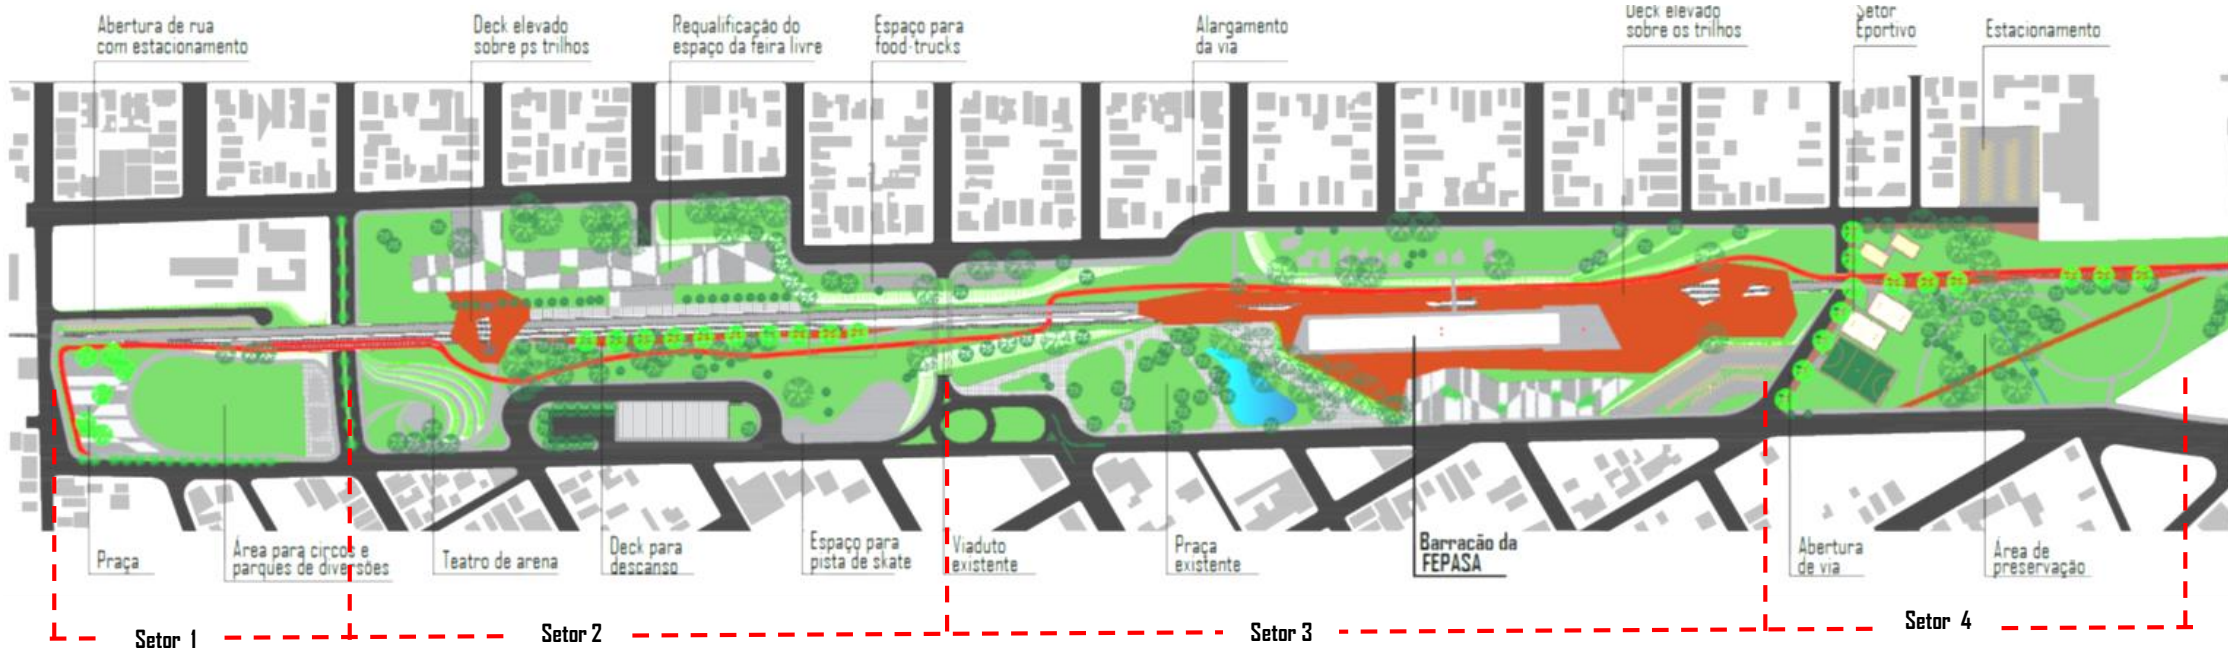 Abertura de rua
com estacionamento
Deck elevado
sobre ps trilhos
Requalificação do
espaço da feira livre
Espaço para
food-trucks
Alargamento
da via
Deck elevado
sobre os trilhos
Setor
Eportivo
Estacionamento
Praça
Área para circos e
parques de diversões
Teatro de arena
Deck para
descanso
Espaço para
pista de skate
Viaduto
existente
Praça
existente
Barracão da
FEPASA
Abertura
de via
Área de
preservação
Setor 1
Setor 2
Setor 3
Setor 4